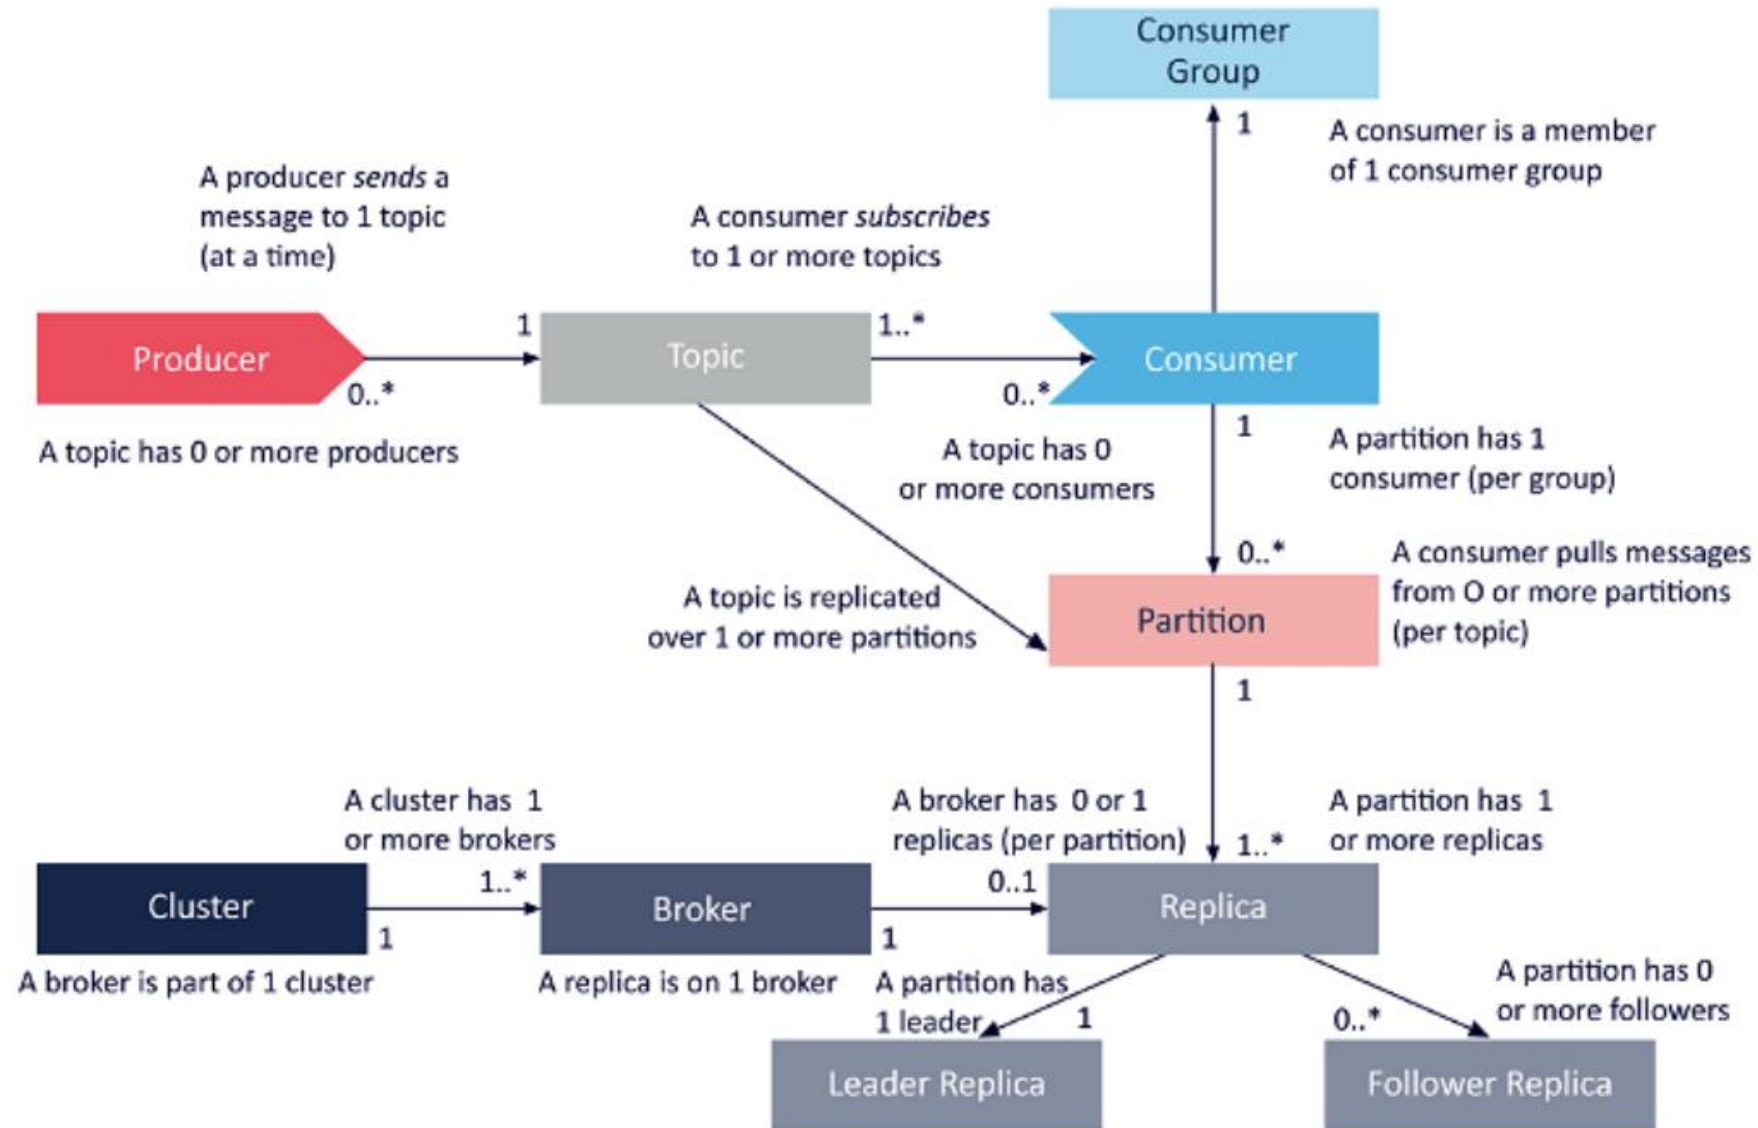 Consumer
Group
1
A consumer is a member
of 1 consumer group
A producer sends a
message to 1 topic
(at a time)
A consumer subscribes
to 1 or more topics
Producer
0..*
1
Topic
1..*
0..*
Consumer
A topic has 0 or more producers
A topic has 0
or more consumers
1
A partition has 1
consumer (per group)
0..*
A consumer pulls messages
from O or more partitions
(per topic)
A topic is replicated
over 1 or more partitions
Partition
1
A cluster has 1
or more brokers
A broker has 0 or 1
replicas (per partition)
1..*
A partition has 1
or more replicas
Cluster
1..*
1
Broker
0..1
1
Replica
A broker is part of 1 cluster
A replica is on 1 broker
A partition has
1 leader
1
0..*
A partition has 0
or more followers
Leader Replica
Follower Replica